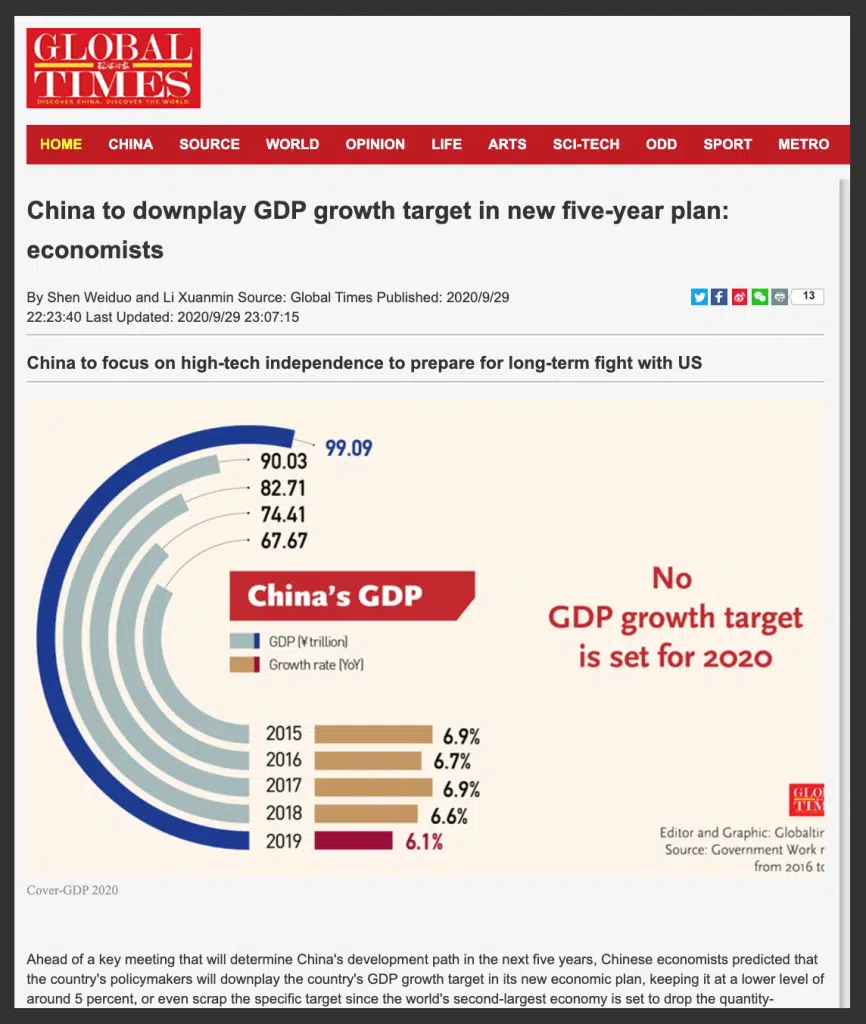 GLOBAL
TIMES
DISCOVER CHINA, DISCOVER THE WORLD
HOME CHINA SOURCE WORLD OPINION LIFE ARTS SCI-TECH ODD SPORT METRO
China to downplay GDP growth target in new five-year plan:
economists
By Shen Weiduo and Li Xuanmin Source: Global Times Published: 2020/9/29
22:23:40 Last Updated: 2020/9/29 23:07:15
13
China to focus on high-tech independence to prepare for long-term fight with US
99.09
90.03
82.71
74.41
67.67
China's GDP
GDP (¥ trillion)
Growth rate (YoY)
No
GDP growth target
is set for 2020
2015 6.9%
2016 6.7%
2017 6.9%
2018 6.6%
2019 6.1%
GLO
TIM
Editor and Graphic: Globaltir
Source: Government Work r
from 2016 to
Cover-GDP 2020
Ahead of a key meeting that will determine China's development path in the next five years, Chinese economists predicted that
the country's policymakers will downplay the country's GDP growth target in its new economic plan, keeping it at a lower level of
around 5 percent, or even scrap the specific target since the world's second-largest economy is set to drop the quantity-